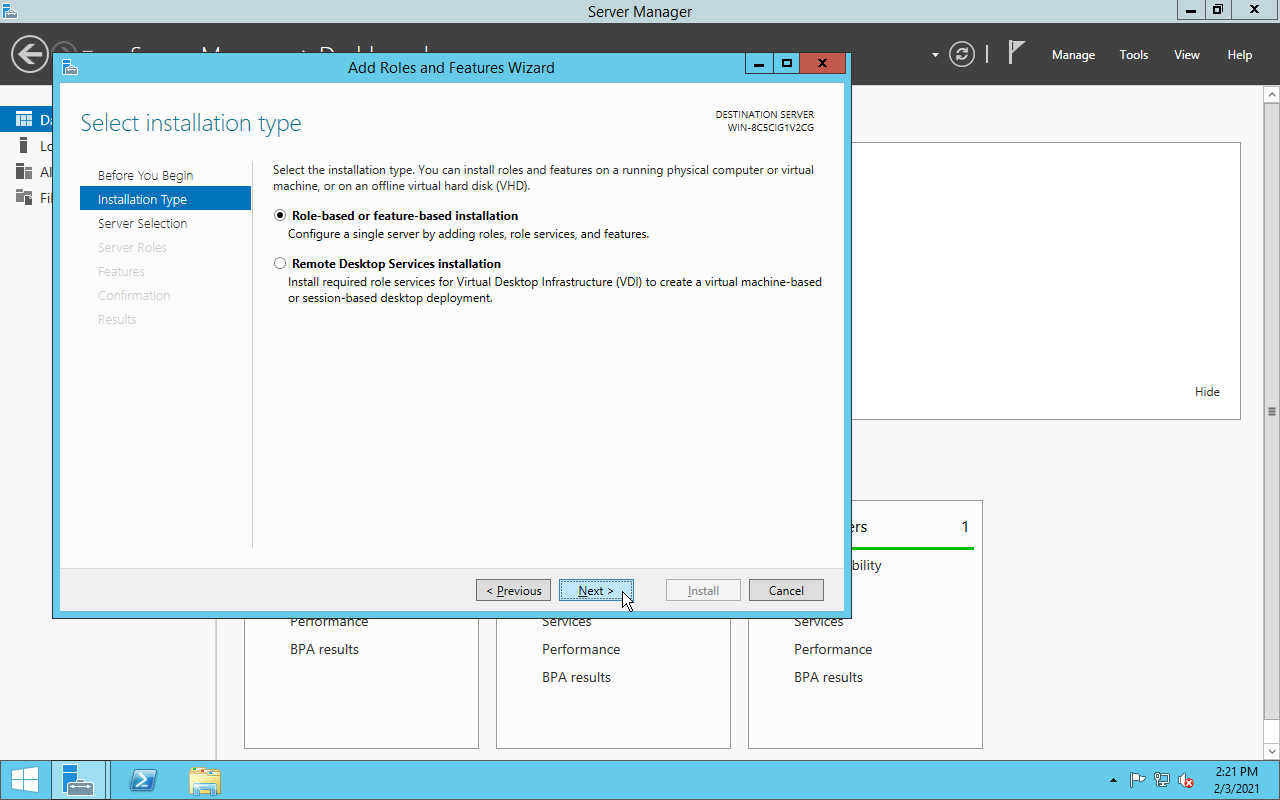 Server Manager
Manage
Tools
View
Help
Add Roles and Features Wizard
Select installation type
DESTINATION SERVER
WIN-8C5CIG1V2CG
Before You Begin
Installation Type
Server Selection
Server Roles
Features
Confirmation
Results
Select the installation type. You can install roles and features on a running physical computer or virtual
machine, or on an offline virtual hard disk (VHD).
Role-based or feature-based installation
Configure a single server by adding roles, role services, and features.
Remote Desktop Services installation
Install required role services for Virtual Desktop Infrastructure (VDI) to create a virtual machine-based
or session-based desktop deployment.
< Previous
Next >
Install
Cancel
Hide
1
Performance
BPA results
Services
Performance
BPA results
Services
Performance
BPA results
2:21 PM
2/3/2021